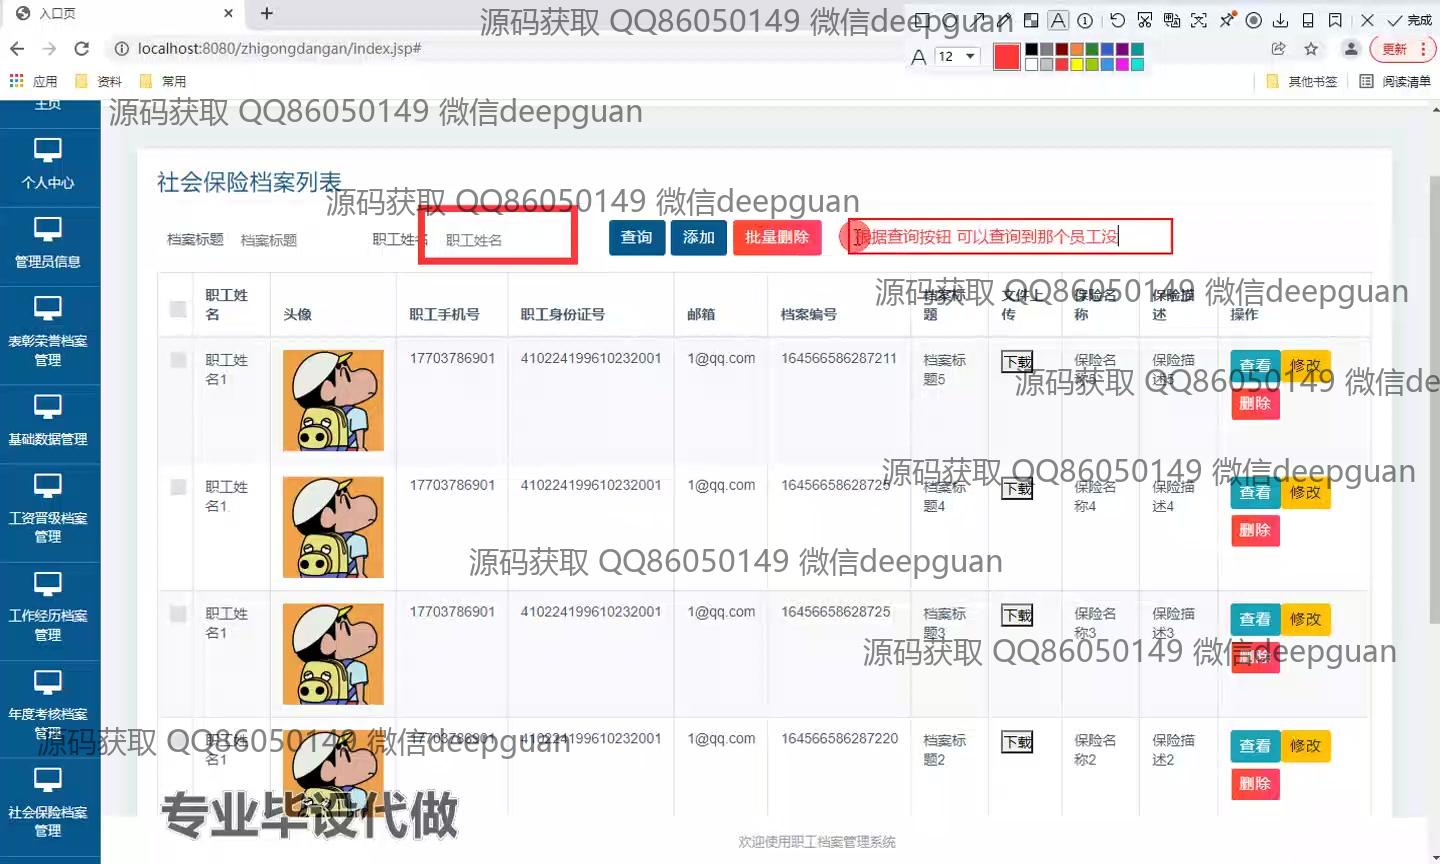 入口页
源码获取 QQ86050149 微信deepguan
完成
localhost:8080/zhigongdangan/index.jsp#
A 12
更新
应用 资料 常用
其他书签 阅读清单
主页
源码获取 QQ86050149 微信deepguan
个人中心
管理员信息
表彰荣誉档案
管理
基础数据管理
工资晋级档案
管理
工作经历档案
管理
年度考核档案
管理
社会保险档案
管理
社会保险档案列表
源码获取 QQ86050149 微信deepguan
档案标题 档案标题 职工姓名 职工姓名 查询 添加 批量删除
根据查询按钮 可以查询到那个员工没
源码获取 QQ86050149 微信deepguan
职工姓名 头像 职工手机号 职工身份证号 邮箱 档案编号 档案标题 文件上传 保险名称 保险描述 操作
职工姓名1 17703786901 410224199610232001 1@qq.com 164566586287211 档案标题5 下载 保险名称5 保险描述5 查看 修改 删除
源码获取 QQ86050149 微信de
源码获取 QQ86050149 微信deepguan
职工姓名1 17703786901 410224199610232001 1@qq.com 16456658628725 档案标题4 下载 保险名称4 保险描述4 查看 修改 删除
源码获取 QQ86050149 微信deepguan
职工姓名1 17703786901 410224199610232001 1@qq.com 16456658628725 档案标题3 下载 保险名称3 保险描述3 查看 修改 删除
源码获取 QQ86050149 微信deepguan
职工姓名1 17703786901 410224199610232001 1@qq.com 164566586287220 档案标题2 下载 保险名称2 保险描述2 查看 修改 删除
源码获取 QQ86050149 微信deepguan
专业毕设代做
欢迎使用职工档案管理系统